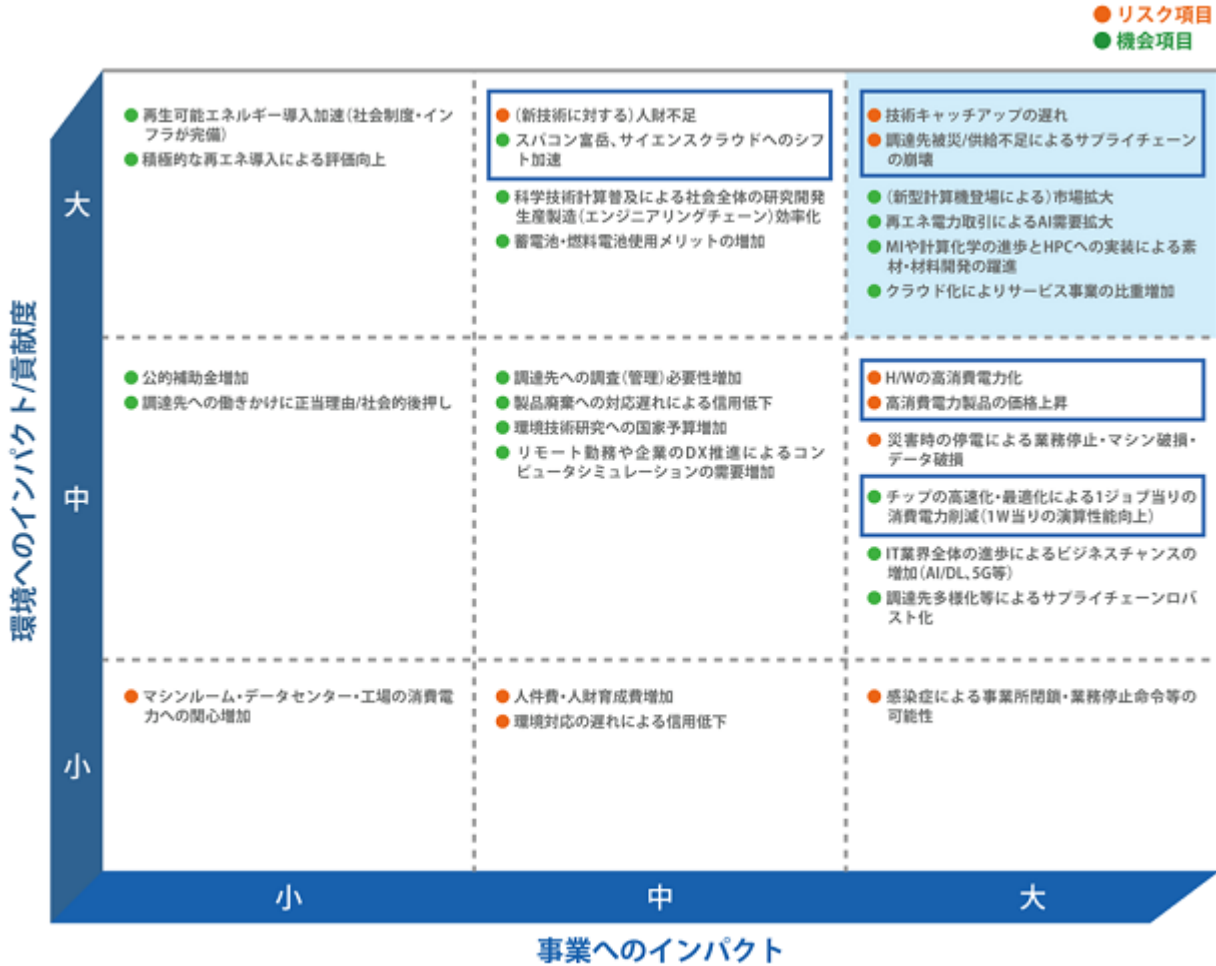 ● リスク項目
● 機会項目
環境へのインパクト/貢献度
大
● 再生可能エネルギー導入加速(社会制度・イン
フラが完備)
● 積極的な再エネ導入による評価向上
● (新技術に対する)人財不足
● スパコン富岳、サイエンスクラウドへのシフ
ト加速
● 科学技術計算普及による社会全体の研究開発
生産製造(エンジニアリングチェーン)効率化
● 蓄電池・燃料電池使用メリットの増加
● 技術キャッチアップの遅れ
● 調達先被災/供給不足によるサプライチェーン
の崩壊
● (新型計算機登場による)市場拡大
● 再エネ電力取引によるAI需要拡大
● MIや計算化学の進歩とHPCへの実装による素
材・材料開発の躍進
● クラウド化によりサービス事業の比重増加
中
● 公的補助金増加
● 調達先への働きかけに正当理由/社会的後押し
● 調達先への調査(管理)必要性増加
● 製品廃棄への対応遅れによる信用低下
● 環境技術研究への国家予算増加
● リモート勤務や企業のDX推進によるコン
ピュータシミュレーションの需要増加
● H/Wの高消費電力化
● 高消費電力製品の価格上昇
● 災害時の停電による業務停止・マシン破損・
データ破損
● チップの高速化・最適化による1ジョブ当りの
消費電力削減(1W当りの演算性能向上)
● IT業界全体の進歩によるビジネスチャンスの
増加(AI/DL、5G等)
● 調達先多様化等によるサプライチェーンロバ
スト化
小
● マシンルーム・データセンター・工場の消費電
力への関心増加
● 人件費・人財育成費増加
● 環境対応の遅れによる信用低下
● 感染症による事業所閉鎖・業務停止命令等の
可能性
小
中
大
事業へのインパクト